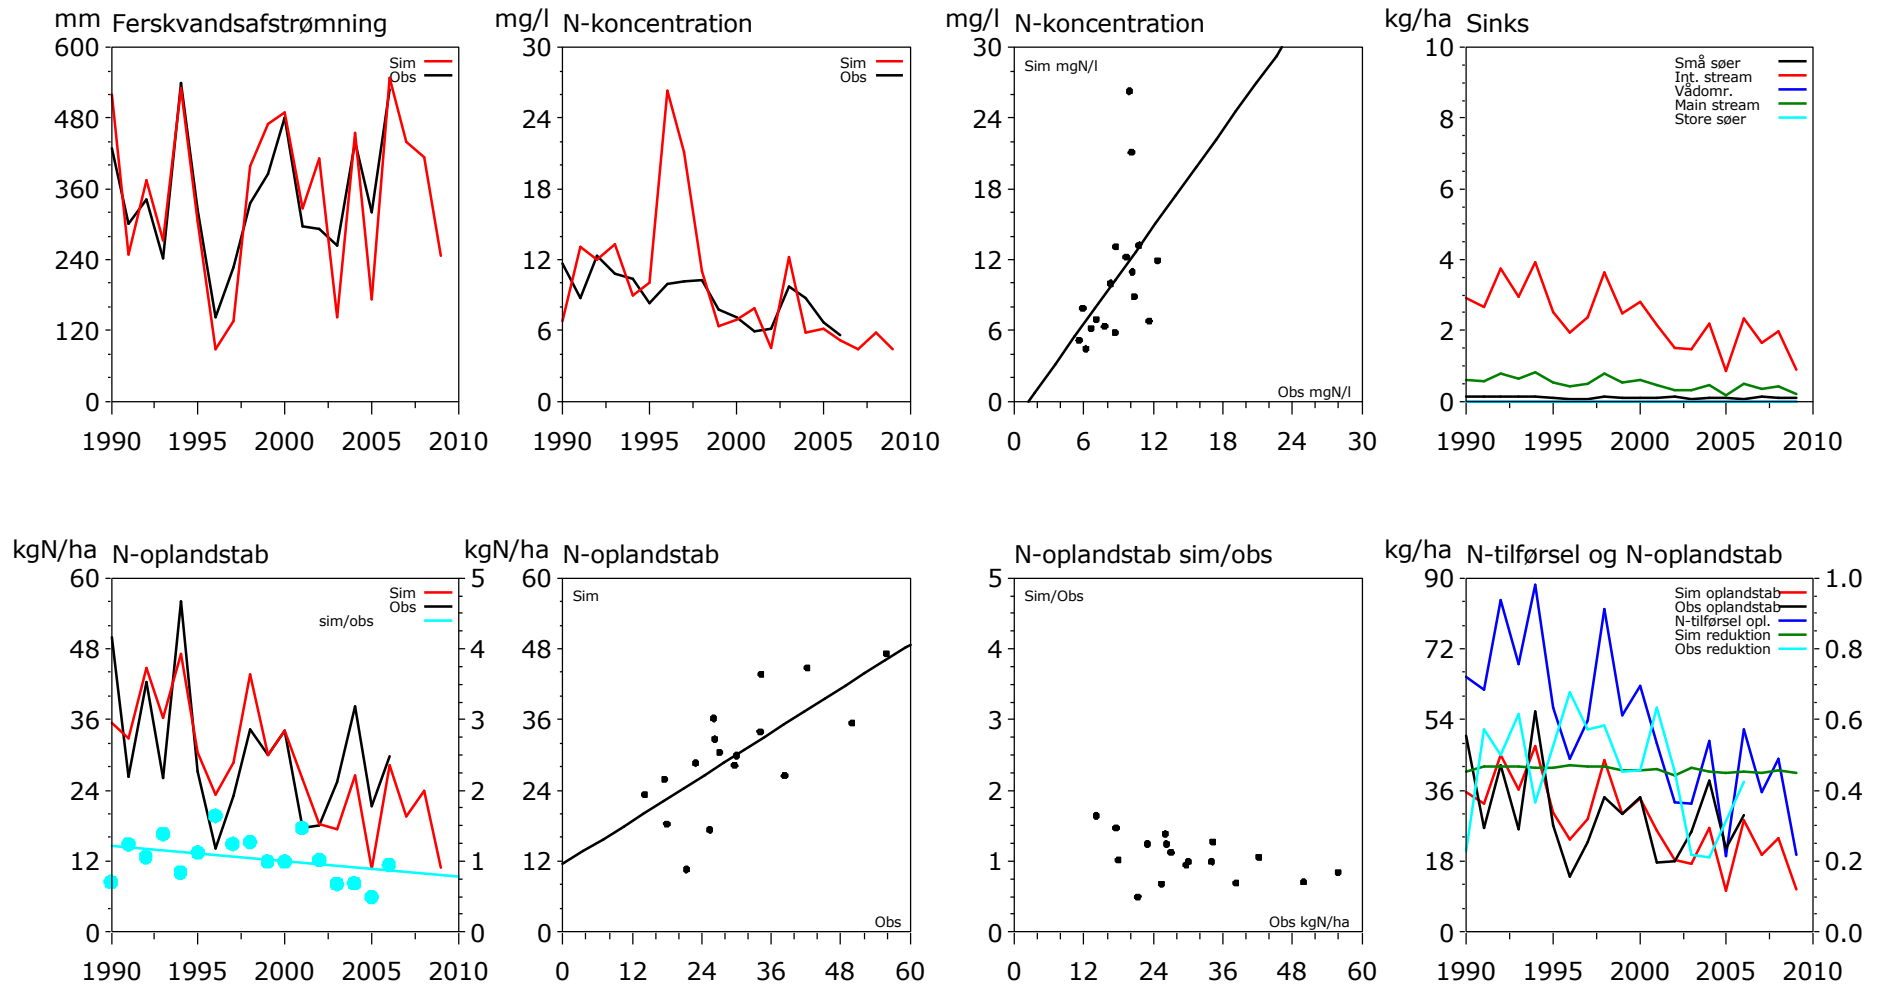 mm Ferskvandsafstrømning
600
480
360
240
120
0
1990 1995 2000 2005 2010
Sim
Obs
mg/l N-koncentration
30
24
18
12
6
0
1990 1995 2000 2005 2010
Sim
Obs
mg/l N-koncentration
30
24
18
12
6
0
0 6 12 18 24 30
Sim mgN/l
Obs mgN/l
kg/ha Sinks
10
8
6
4
2
0
1990 1995 2000 2005 2010
Små søer
Int. stream
Vådomr.
Main stream
Store søer
kgN/ha N-oplandstab
60
48
36
24
12
0
1990 1995 2000 2005 2010
Sim
Obs
sim/obs
5
4
3
2
1
0
kgN/ha N-oplandstab
60
48
36
24
12
0
0 12 24 36 48 60
Sim
Obs
N-oplandstab sim/obs
5
4
3
2
1
0
0 12 24 36 48 60
Sim/Obs
Obs kgN/ha
kg/ha N-tilførsel og N-oplandstab
90
72
54
36
18
0
1990 1995 2000 2005 2010
Sim oplandstab
Obs oplandstab
N-tilførsel opl.
Sim reduktion
Obs reduktion
1.0
0.8
0.6
0.4
0.2
0.0